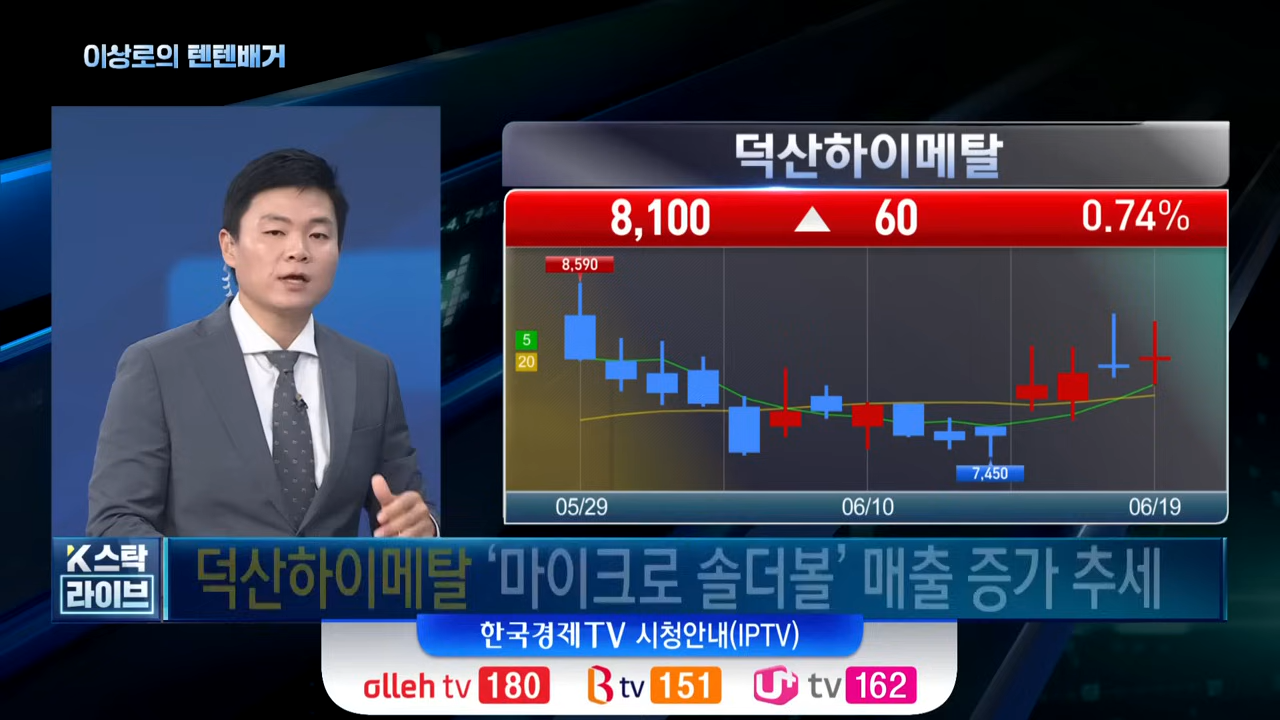 이상로의 텐텐배거
덕산하이메탈
8,100 ▲ 60 0.74%
8,590
5
20
7,450
05/29 06/10 06/19
K스탁 라이브
덕산하이메탈 ‘마이크로 솔더볼’ 매출 증가 추세
한국경제TV 시청안내(IPTV)
olleh tv 180 B tv 151 U+ tv 162